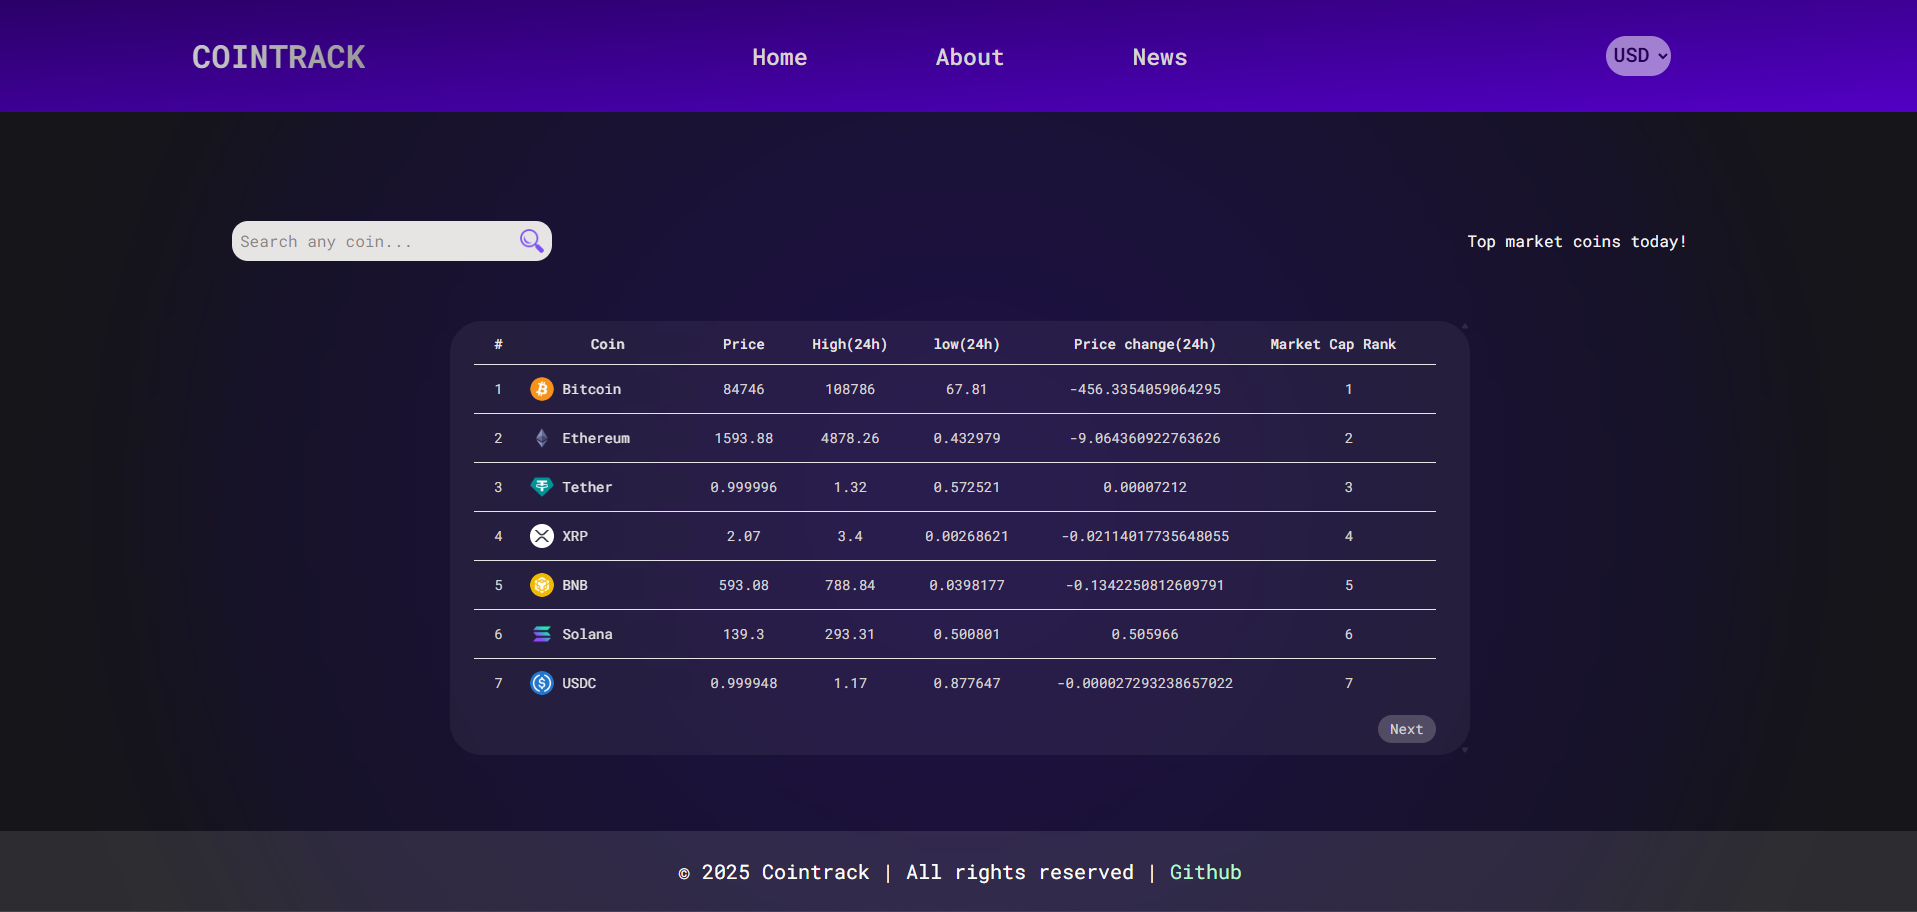 COINTRACK Home About News USD
Search any coin... Top market coins today!
# Coin Price High(24h) low(24h) Price change(24h) Market Cap Rank
1 Bitcoin 84746 108786 67.81 -456.3354059064295 1
2 Ethereum 1593.88 4878.26 0.432979 -9.064360922763626 2
3 Tether 0.999996 1.32 0.572521 0.00007212 3
4 XRP 2.07 3.4 0.00268621 -0.02114017735648055 4
5 BNB 593.08 788.84 0.0398177 -0.1342250812609791 5
6 Solana 139.3 293.31 0.500801 0.505966 6
7 USDC 0.999948 1.17 0.877647 -0.000027293238657022 7
Next
© 2025 Cointrack | All rights reserved | Github